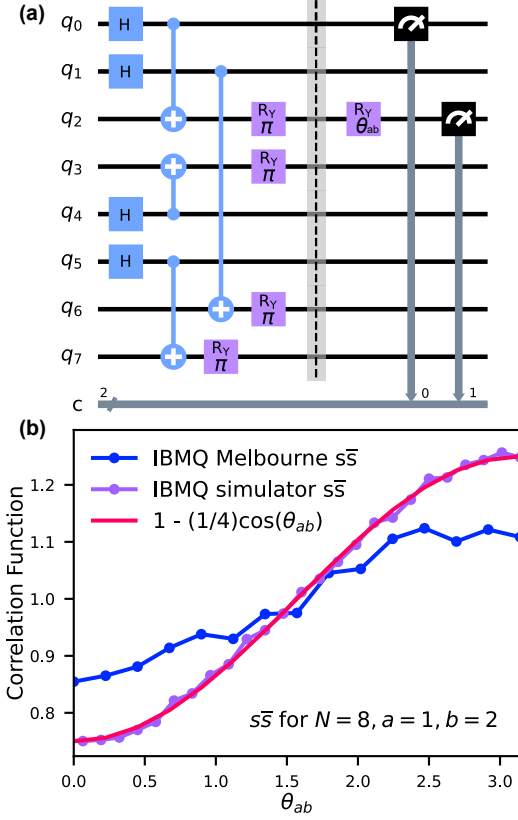 (a)
q0 H
q1 H
q2 RY π RY θab
q3 RY π
q4 H
q5 H
q6 RY π
q7 RY π
c 2 0 1
(b)
IBMQ Melbourne ss̅
IBMQ simulator ss̅
1 - (1/4)cos(θab)
Correlation Function
1.2
1.1
1.0
0.9
0.8
ss̅ for N = 8, a = 1, b = 2
0.0 0.5 1.0 1.5 2.0 2.5 3.0
θab